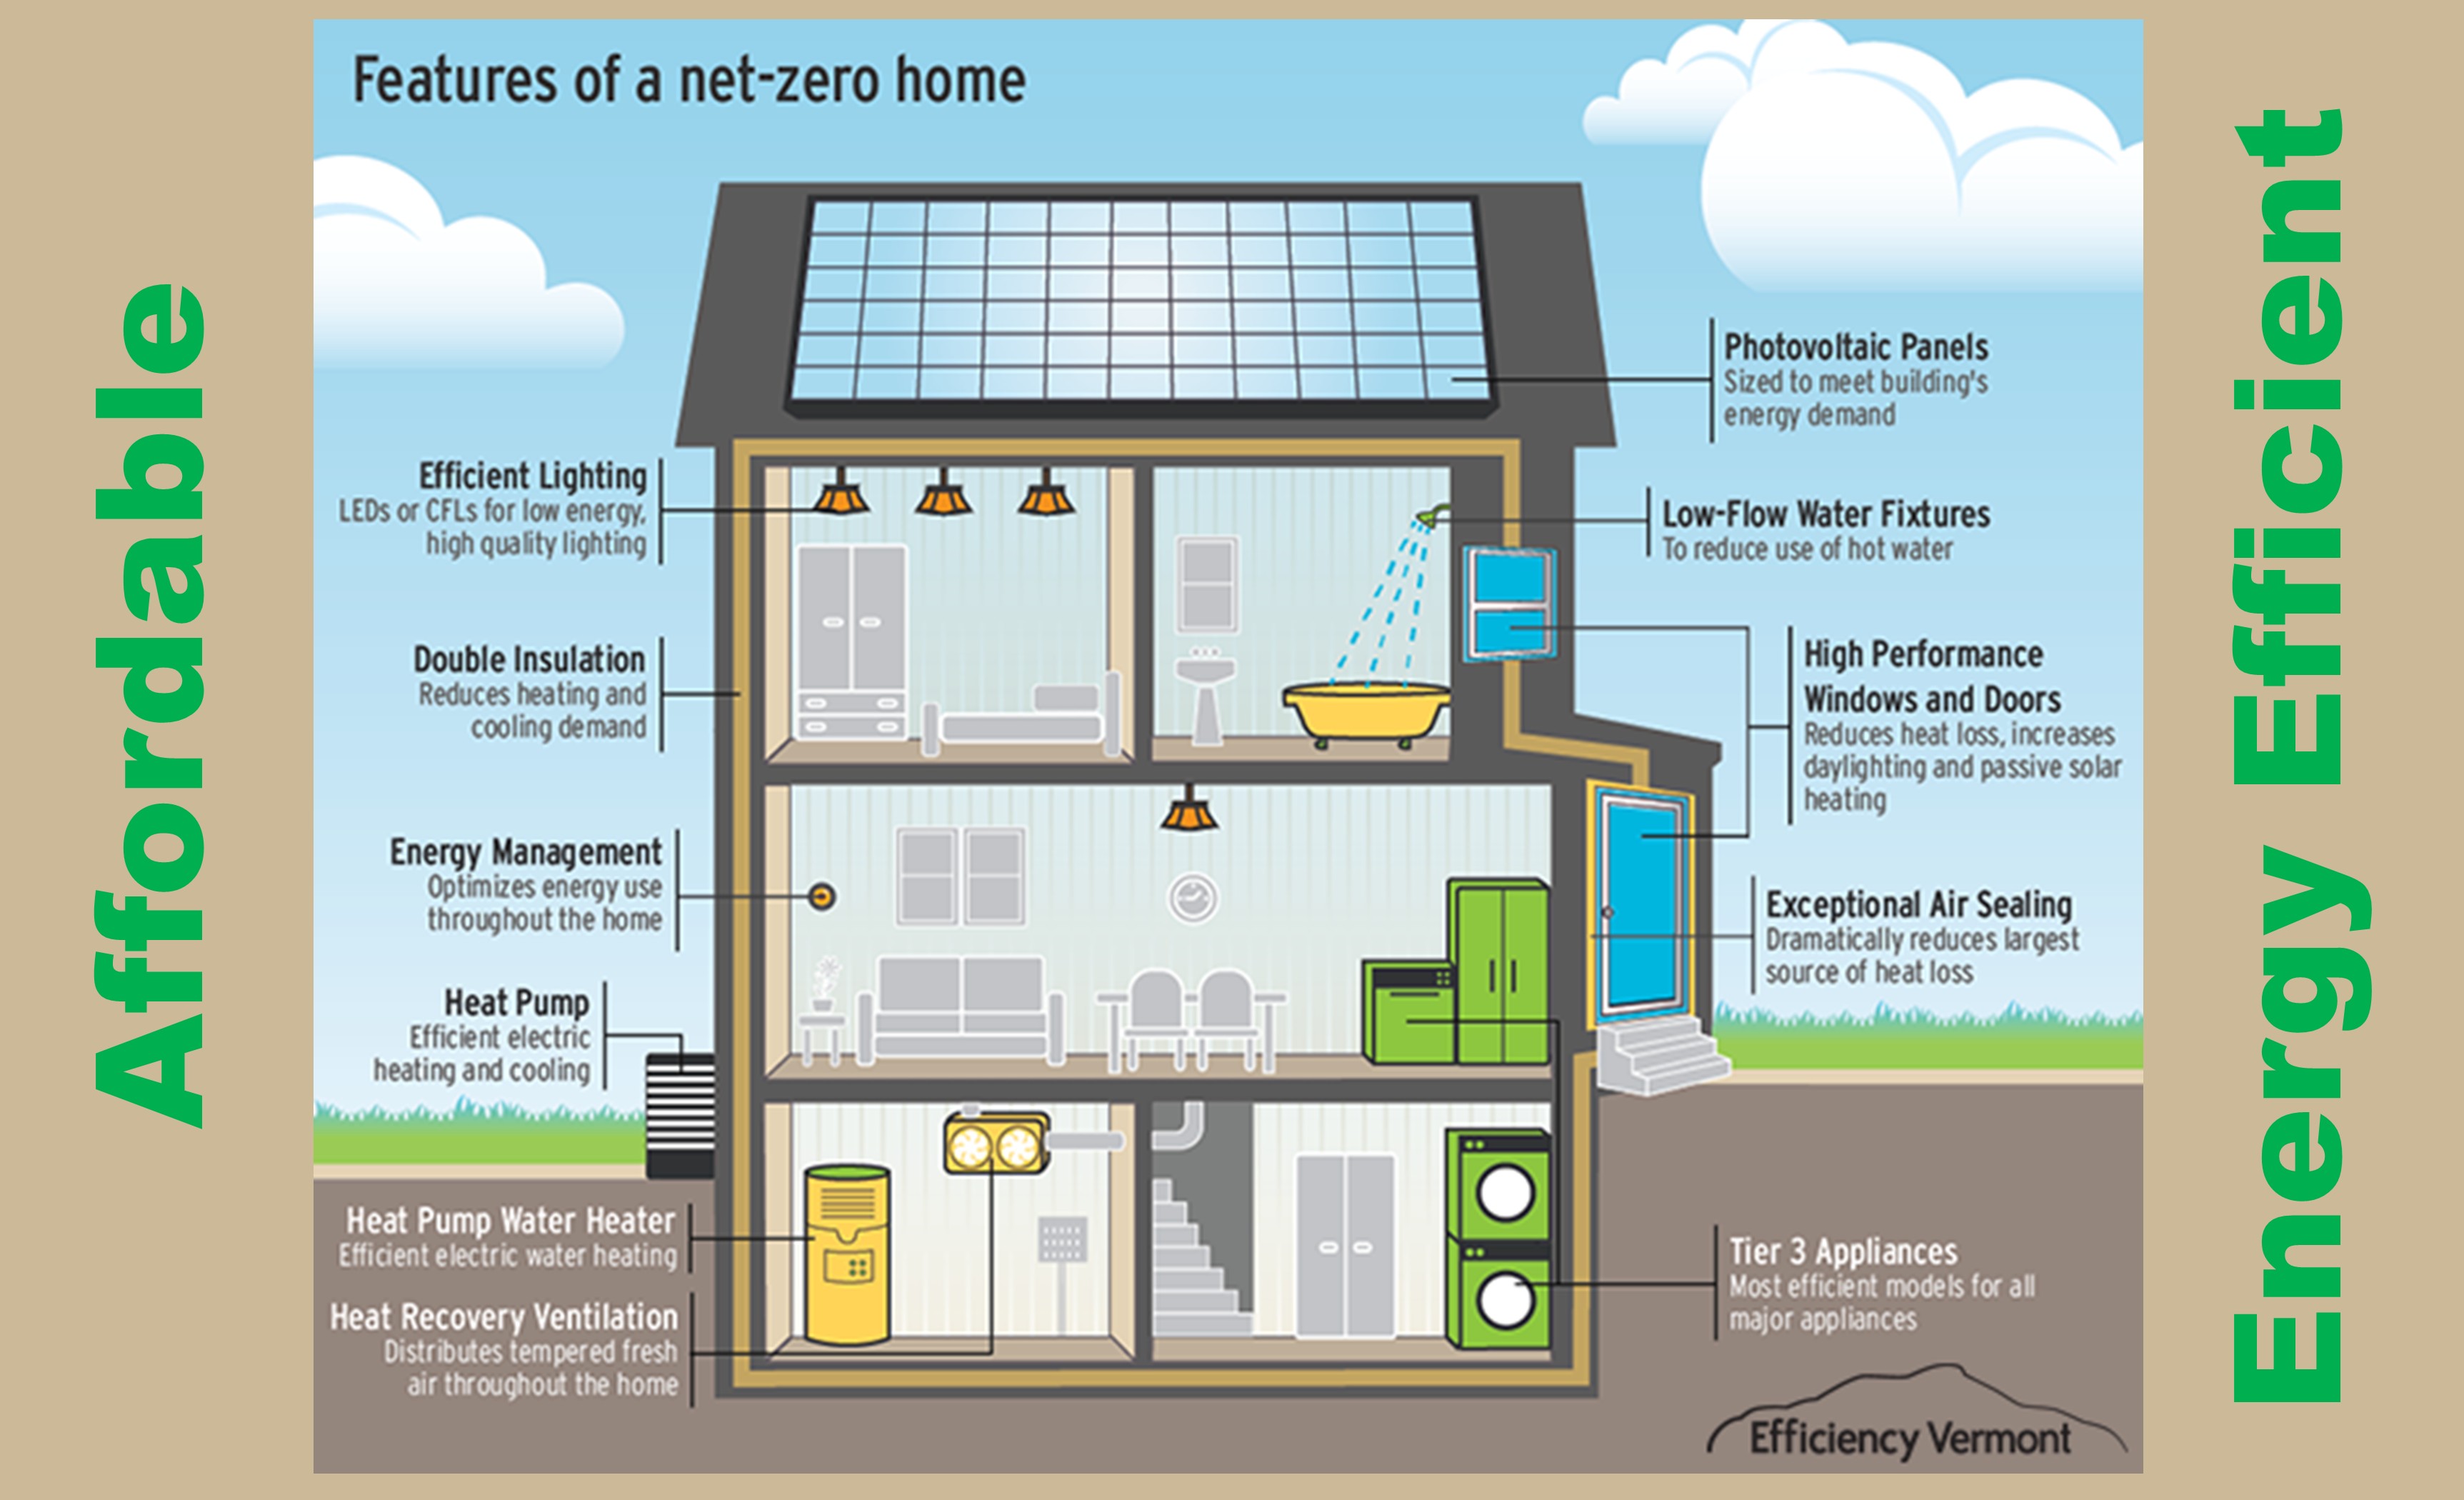 Affordable
Features of a net-zero home
Efficient Lighting
LEDs or CFLs for low energy,
high quality lighting
Double Insulation
Reduces heating and
cooling demand
Energy Management
Optimizes energy use
throughout the home
Heat Pump
Efficient electric
heating and cooling
Heat Pump Water Heater
Efficient electric water heating
Heat Recovery Ventilation
Distributes tempered fresh
air throughout the home
Photovoltaic Panels
Sized to meet building's
energy demand
Low-Flow Water Fixtures
To reduce use of hot water
High Performance
Windows and Doors
Reduces heat loss, increases
daylighting and passive solar
heating
Exceptional Air Sealing
Dramatically reduces largest
source of heat loss
Tier 3 Appliances
Most efficient models for all
major appliances
Efficiency Vermont
Energy Efficient